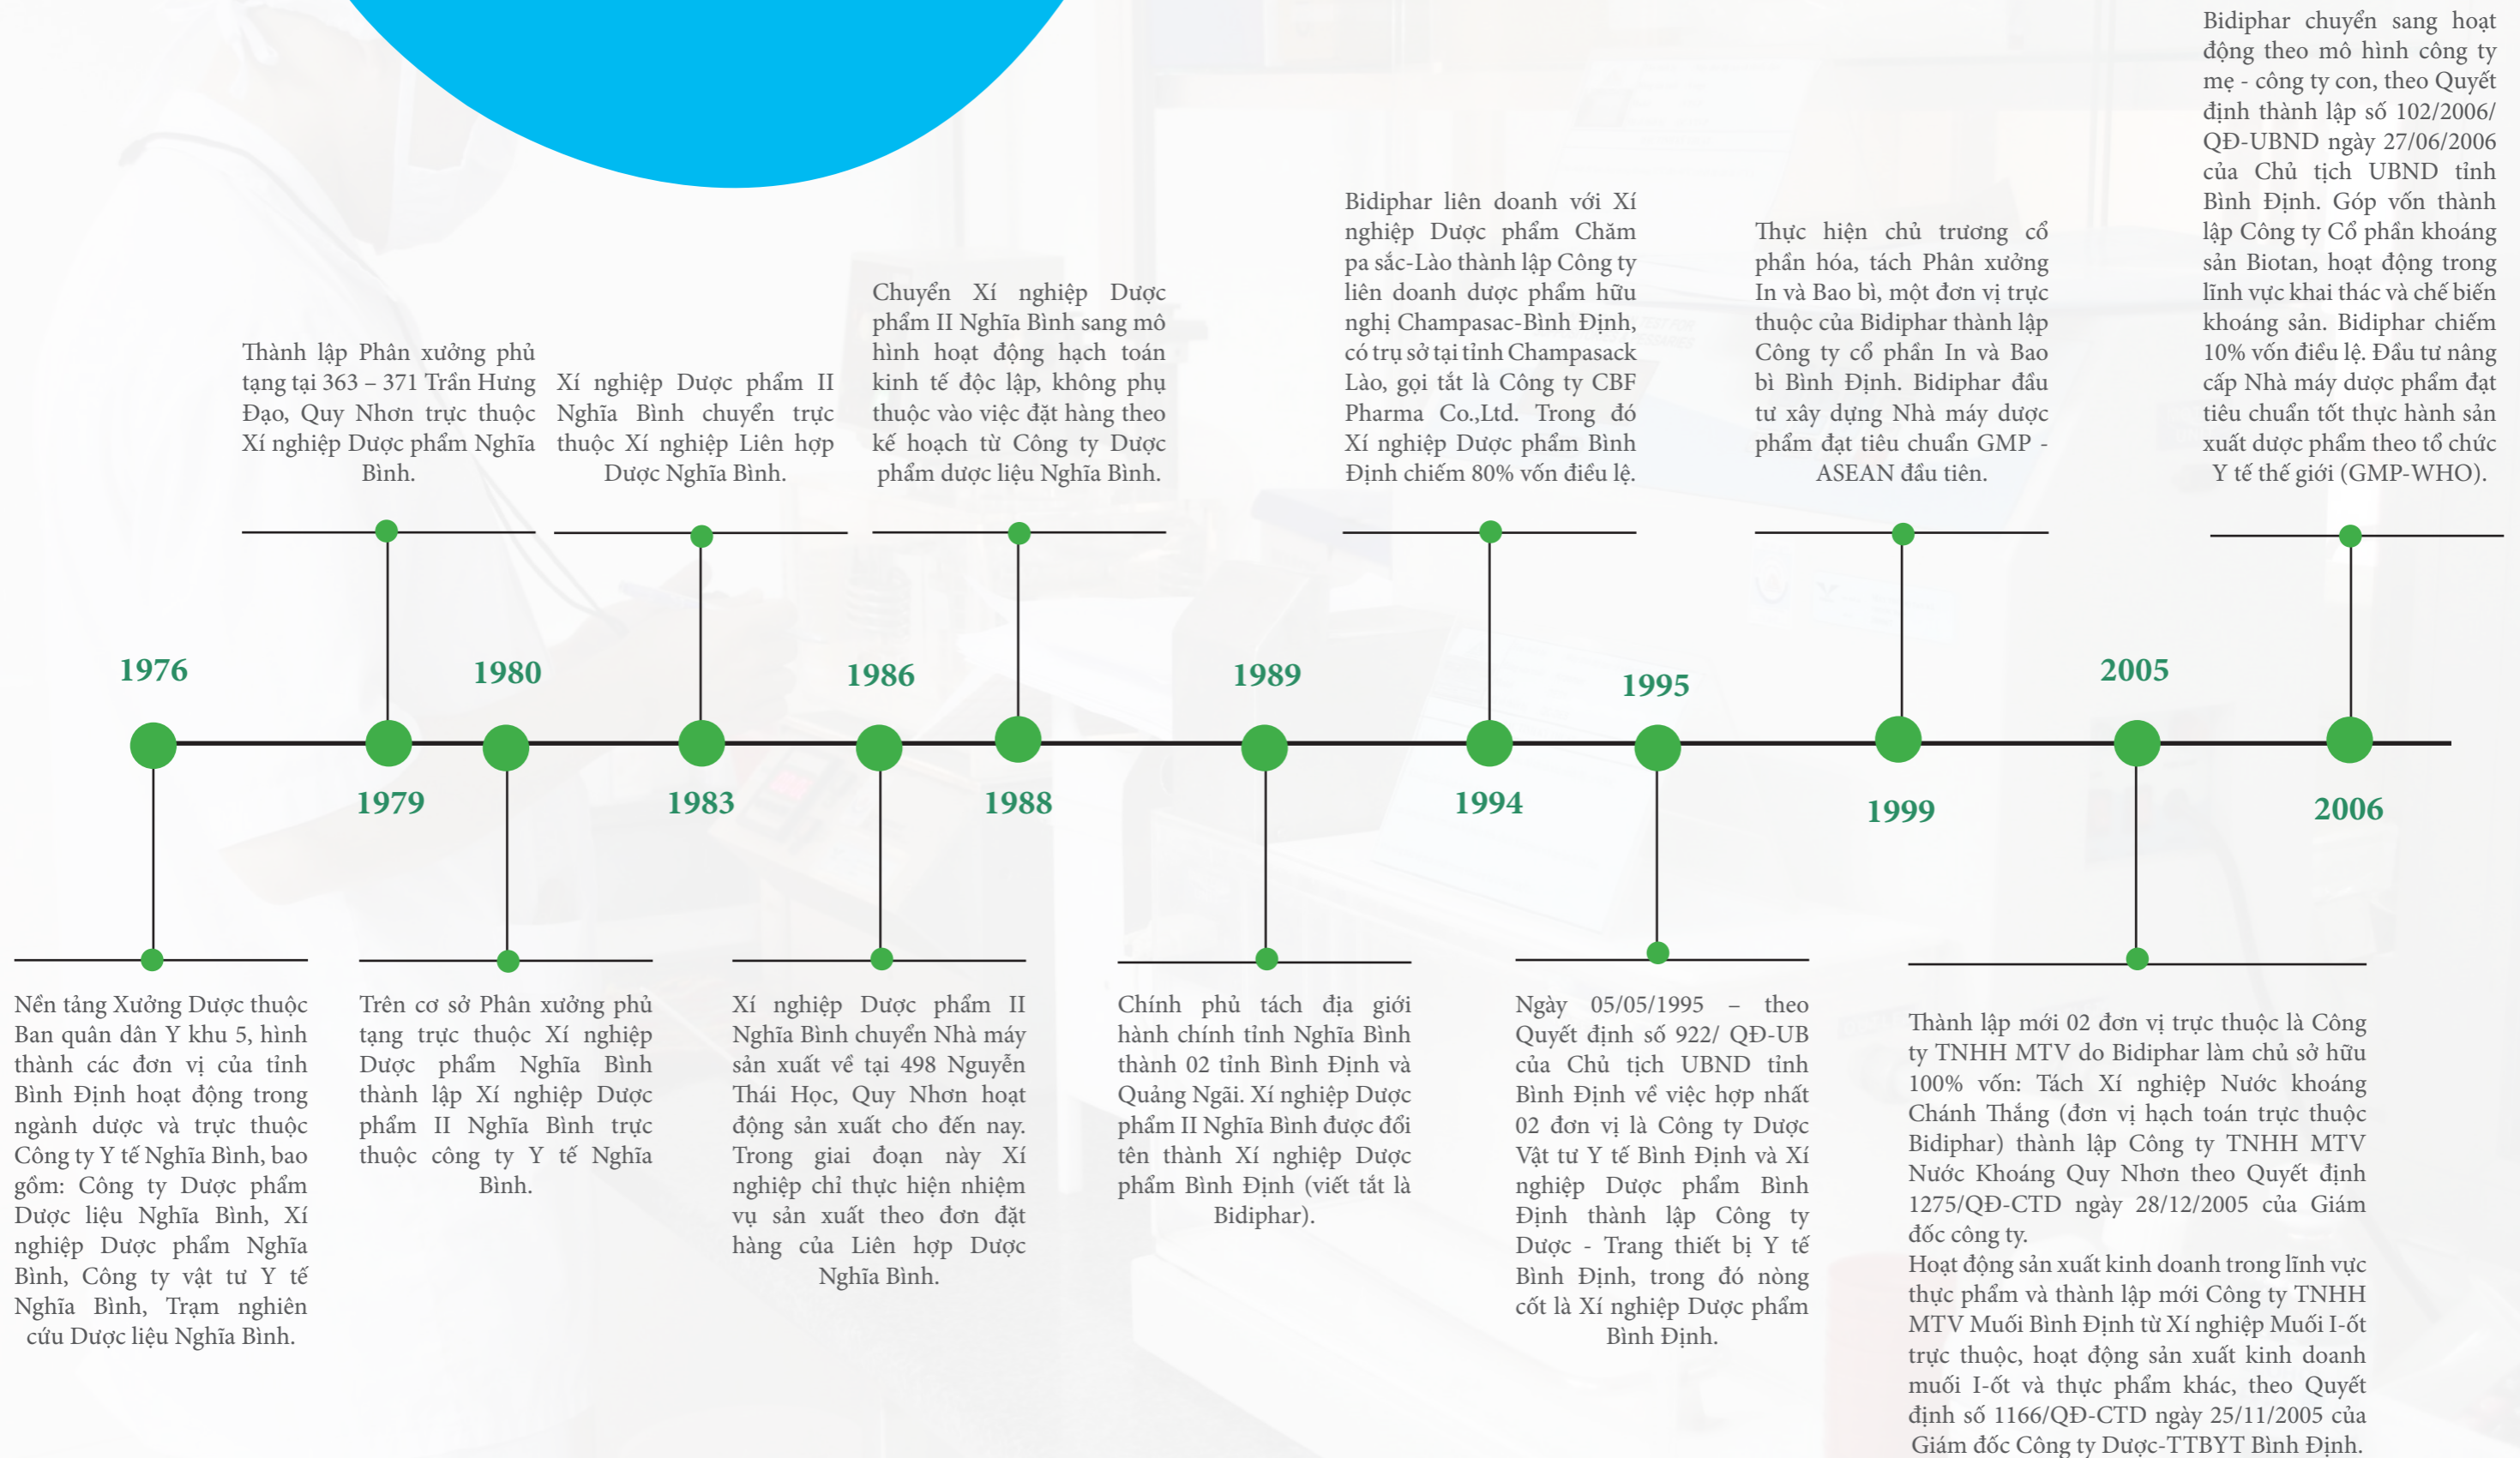 Bidiphar chuyển sang hoạt
động theo mô hình công ty
mẹ - công ty con, theo Quyết
định thành lập số 102/2006/
QĐ-UBND ngày 27/06/2006
của Chủ tịch UBND tỉnh
Bình Định. Góp vốn thành
lập Công ty Cổ phần khoáng
sản Biotan, hoạt động trong
lĩnh vực khai thác và chế biến
khoáng sản. Bidiphar chiếm
10% vốn điều lệ. Đầu tư nâng
cấp Nhà máy dược phẩm đạt
tiêu chuẩn tốt thực hành sản
xuất dược phẩm theo tổ chức
Y tế thế giới (GMP-WHO).
Thành lập Phân xưởng phủ
tạng tại 363 – 371 Trần Hưng
Đạo, Quy Nhơn trực thuộc
Xí nghiệp Dược phẩm Nghĩa
Bình.
Xí nghiệp Dược phẩm II
Nghĩa Bình chuyển trực
thuộc Xí nghiệp Liên hợp
Dược Nghĩa Bình.
Chuyển Xí nghiệp Dược
phẩm II Nghĩa Bình sang mô
hình hoạt động hạch toán
kinh tế độc lập, không phụ
thuộc vào việc đặt hàng theo
kế hoạch từ Công ty Dược
phẩm dược liệu Nghĩa Bình.
Bidiphar liên doanh với Xí
nghiệp Dược phẩm Chăm
pa sắc-Lào thành lập Công ty
liên doanh dược phẩm hữu
nghị Champasac-Bình Định,
có trụ sở tại tỉnh Champasack
Lào, gọi tắt là Công ty CBF
Pharma Co.,Ltd. Trong đó
Xí nghiệp Dược phẩm Bình
Định chiếm 80% vốn điều lệ.
Thực hiện chủ trương cổ
phần hóa, tách Phân xưởng
In và Bao bì, một đơn vị trực
thuộc của Bidiphar thành lập
Công ty cổ phần In và Bao
bì Bình Định. Bidiphar đầu
tư xây dựng Nhà máy dược
phẩm đạt tiêu chuẩn GMP -
ASEAN đầu tiên.
1976
1980
1986
1989
1995
2005
1979
1983
1988
1994
1999
2006
Nền tảng Xưởng Dược thuộc
Ban quân dân Y khu 5, hình
thành các đơn vị của tỉnh
Bình Định hoạt động trong
ngành dược và trực thuộc
Công ty Y tế Nghĩa Bình, bao
gồm: Công ty Dược phẩm
Dược liệu Nghĩa Bình, Xí
nghiệp Dược phẩm Nghĩa
Bình, Công ty vật tư Y tế
Nghĩa Bình, Trạm nghiên
cứu Dược liệu Nghĩa Bình.
Trên cơ sở Phân xưởng phủ
tạng trực thuộc Xí nghiệp
Dược phẩm Nghĩa Bình
thành lập Xí nghiệp Dược
phẩm II Nghĩa Bình trực
thuộc công ty Y tế Nghĩa
Bình.
Xí nghiệp Dược phẩm II
Nghĩa Bình chuyển Nhà máy
sản xuất về tại 498 Nguyễn
Thái Học, Quy Nhơn hoạt
động sản xuất cho đến nay.
Trong giai đoạn này Xí
nghiệp chỉ thực hiện nhiệm
vụ sản xuất theo đơn đặt
hàng của Liên hợp Dược
Nghĩa Bình.
Chính phủ tách địa giới
hành chính tỉnh Nghĩa Bình
thành 02 tỉnh Bình Định và
Quảng Ngãi. Xí nghiệp Dược
phẩm II Nghĩa Bình được đổi
tên thành Xí nghiệp Dược
phẩm Bình Định (viết tắt là
Bidiphar).
Ngày 05/05/1995 – theo
Quyết định số 922/ QĐ-UB
của Chủ tịch UBND tỉnh
Bình Định về việc hợp nhất
02 đơn vị là Công ty Dược
Vật tư Y tế Bình Định và Xí
nghiệp Dược phẩm Bình
Định thành lập Công ty
Dược - Trang thiết bị Y tế
Bình Định, trong đó nòng
cốt là Xí nghiệp Dược phẩm
Bình Định.
Thành lập mới 02 đơn vị trực thuộc là Công
ty TNHH MTV do Bidiphar làm chủ sở hữu
100% vốn: Tách Xí nghiệp Nước khoáng
Chánh Thắng (đơn vị hạch toán trực thuộc
Bidiphar) thành lập Công ty TNHH MTV
Nước Khoáng Quy Nhơn theo Quyết định
1275/QĐ-CTD ngày 28/12/2005 của Giám
đốc công ty.
Hoạt động sản xuất kinh doanh trong lĩnh vực
thực phẩm và thành lập mới Công ty TNHH
MTV Muối Bình Định từ Xí nghiệp Muối I-ốt
trực thuộc, hoạt động sản xuất kinh doanh
muối I-ốt và thực phẩm khác, theo Quyết
định số 1166/QĐ-CTD ngày 25/11/2005 của
Giám đốc Công ty Dược-TTBYT Bình Định.